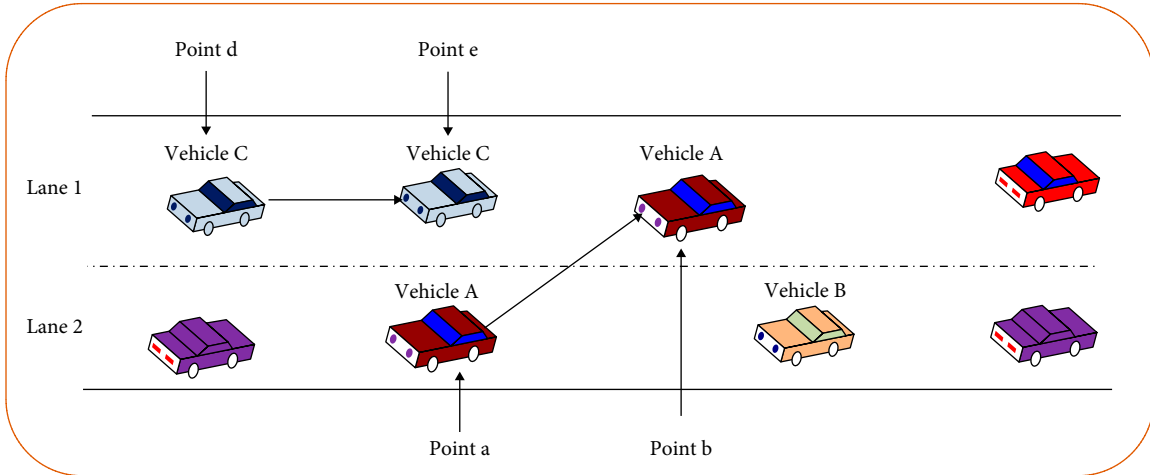 Point d
Point e
Vehicle C
Vehicle C
Vehicle A
Lane 1
Vehicle A
Vehicle B
Lane 2
Point a
Point b